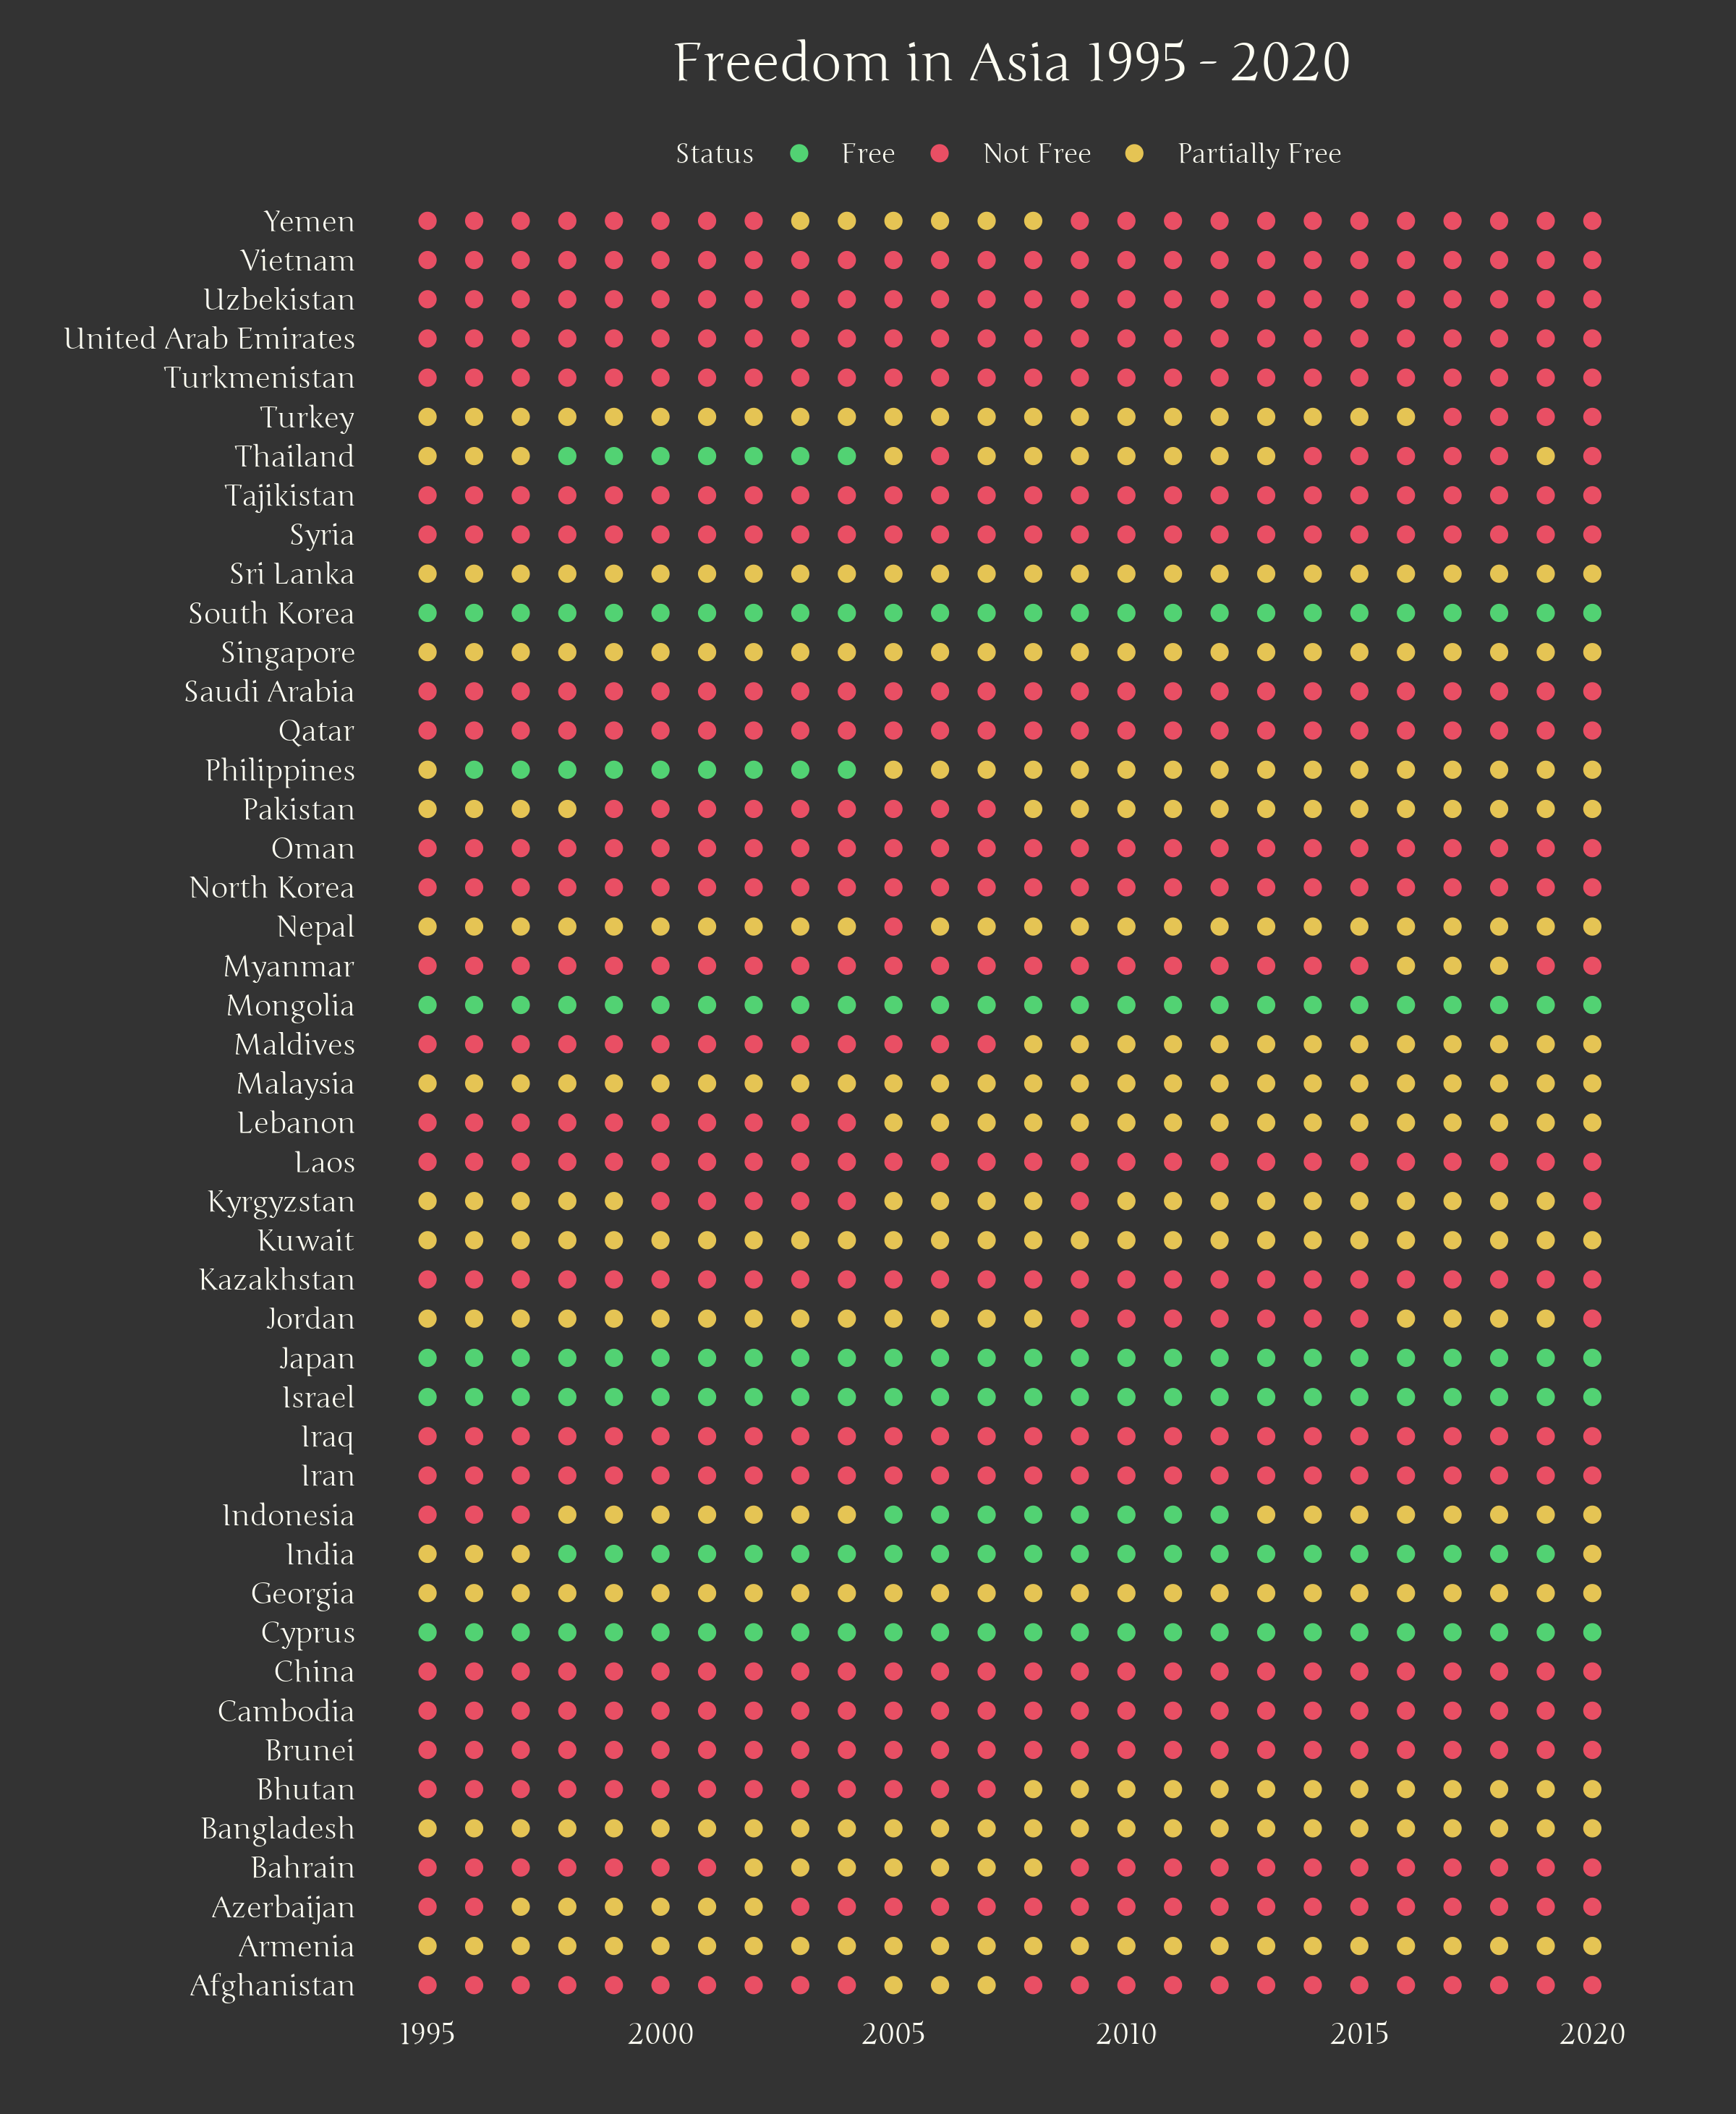 Freedom in Asia 1995 - 2020
Status Free Not Free Partially Free
Yemen
Vietnam
Uzbekistan
United Arab Emirates
Turkmenistan
Turkey
Thailand
Tajikistan
Syria
Sri Lanka
South Korea
Singapore
Saudi Arabia
Qatar
Philippines
Pakistan
Oman
North Korea
Nepal
Myanmar
Mongolia
Maldives
Malaysia
Lebanon
Laos
Kyrgyzstan
Kuwait
Kazakhstan
Jordan
Japan
Israel
Iraq
Iran
Indonesia
India
Georgia
Cyprus
China
Cambodia
Brunei
Bhutan
Bangladesh
Bahrain
Azerbaijan
Armenia
Afghanistan
1995 2000 2005 2010 2015 2020